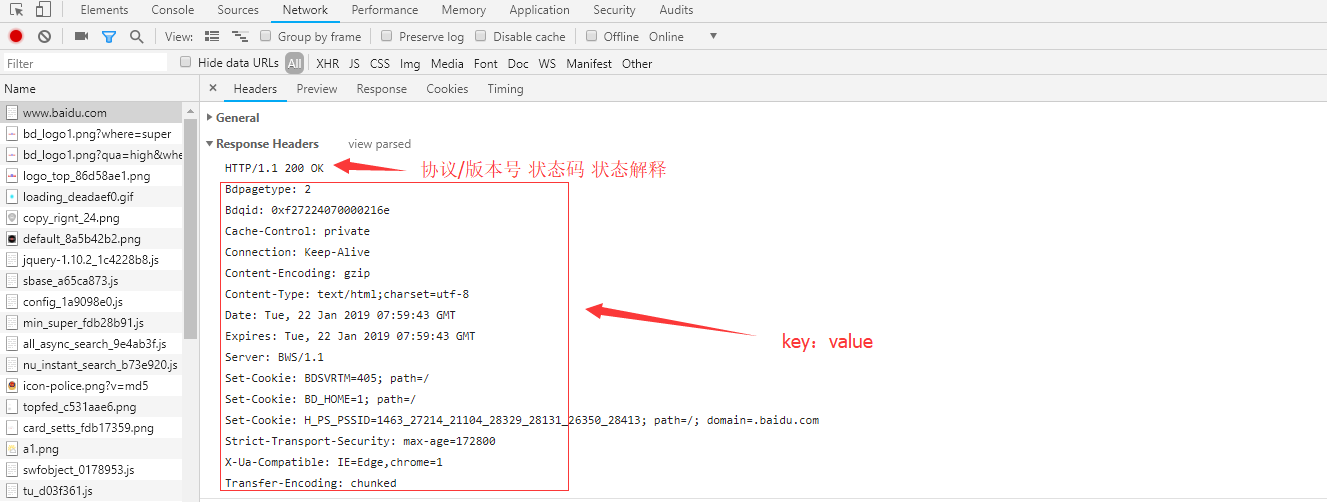 Elements Console Sources Network Performance Memory Application Security Audits
View: Group by frame Preserve log Disable cache Offline Online
Filter Hide data URLs All XHR JS CSS Img Media Font Doc WS Manifest Other
Name
www.baidu.com
bd_logo1.png?where=super
bd_logo1.png?qua=high&whe
logo_top_86d58ae1.png
loading_deadaef0.gif
copy_rignt_24.png
default_8a5b42b2.png
jquery-1.10.2_1c4228b8.js
sbase_a65ca873.js
config_1a9098e0.js
min_super_fdb28b91.js
all_async_search_9e4ab3f.js
nu_instant_search_b73e920.js
icon-police.png?v=md5
topfed_c531aae6.png
card_setts_fdb17359.png
a1.png
swfobject_0178953.js
tu_d03f361.js
× Headers Preview Response Cookies Timing
General
Response Headers view parsed
HTTP/1.1 200 OK
协议/版本号 状态码 状态解释
Bdpagetype: 2
Bdqid: 0xf27224070000216e
Cache-Control: private
Connection: Keep-Alive
Content-Encoding: gzip
Content-Type: text/html;charset=utf-8
Date: Tue, 22 Jan 2019 07:59:43 GMT
Expires: Tue, 22 Jan 2019 07:59:43 GMT
key：value
Server: BWS/1.1
Set-Cookie: BDSVRTM=405; path=/
Set-Cookie: BD_HOME=1; path=/
Set-Cookie: H_PS_PSSID=1463_27214_21104_28329_28131_26350_28413; path=/; domain=.baidu.com
Strict-Transport-Security: max-age=172800
X-Ua-Compatible: IE=Edge,chrome=1
Transfer-Encoding: chunked